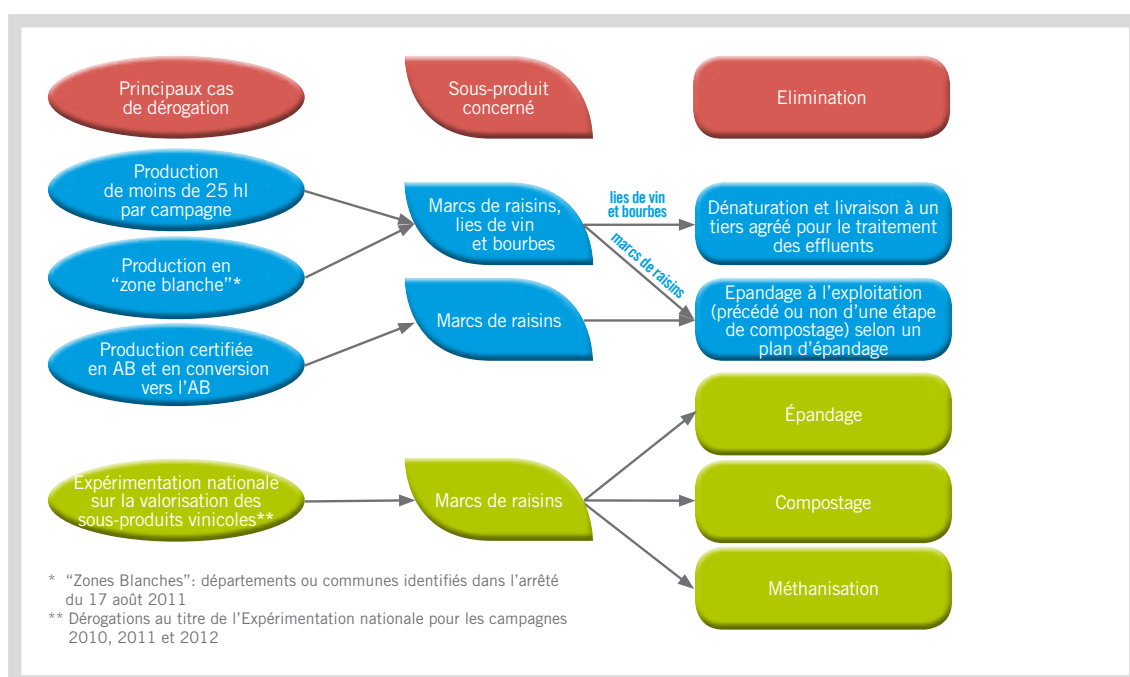 Principaux cas
de dérogation
Sous-produit
concerné
Elimination
Production
de moins de 25 hl
par campagne
Production en
“zone blanche”*
Production certifiée
en AB et en conversion
vers l’AB
Marcs de raisins,
lies de vin
et bourbes
Marcs de raisins
lies de vin
et bourbes
marcs de raisins
Dénaturation et livraison à un
tiers agréé pour le traitement
des effluents
Epandage à l’exploitation
(précédé ou non d’une étape
de compostage) selon un
plan d’épandage
Expérimentation nationale
sur la valorisation des
sous-produits vinicoles**
Marcs de raisins
Épandage
Compostage
Méthanisation
* “Zones Blanches”: départements ou communes identifiés dans l’arrêté
du 17 août 2011
** Dérogations au titre de l’Expérimentation nationale pour les campagnes
2010, 2011 et 2012